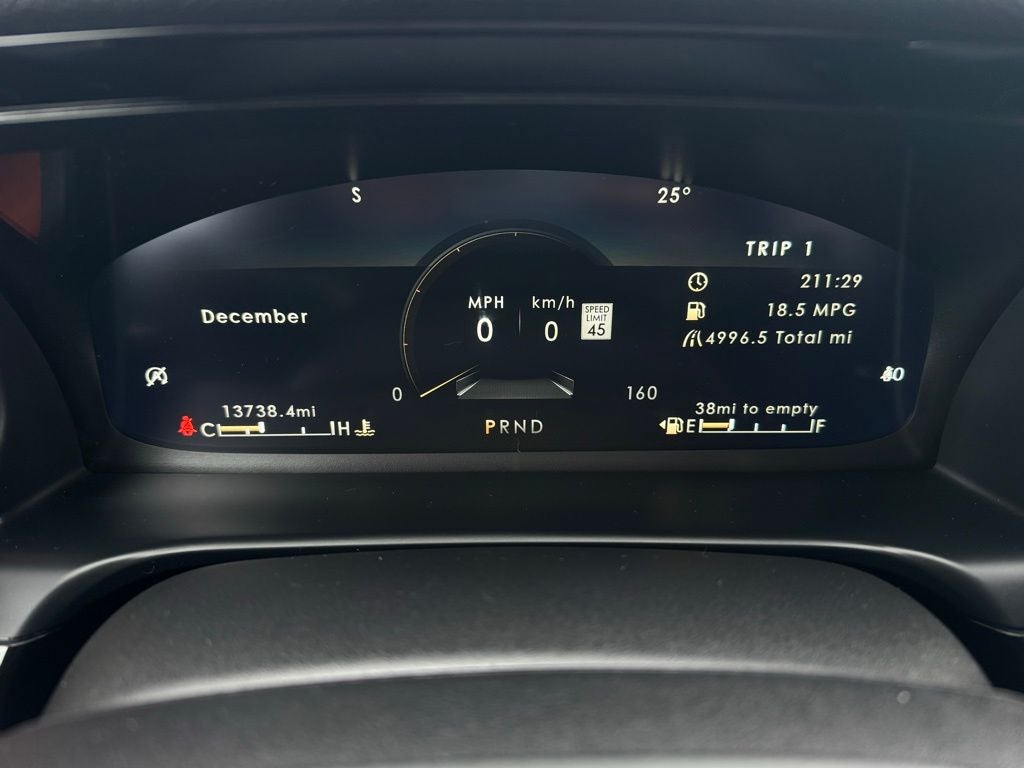 S
25°
TRIP 1
211:29
18.5 MPG
4996.5 Total mi
December
MPH
0
km/h
0
SPEED
LIMIT
45
0
160
13738.4mi
C H
PRND
38mi to empty
E F